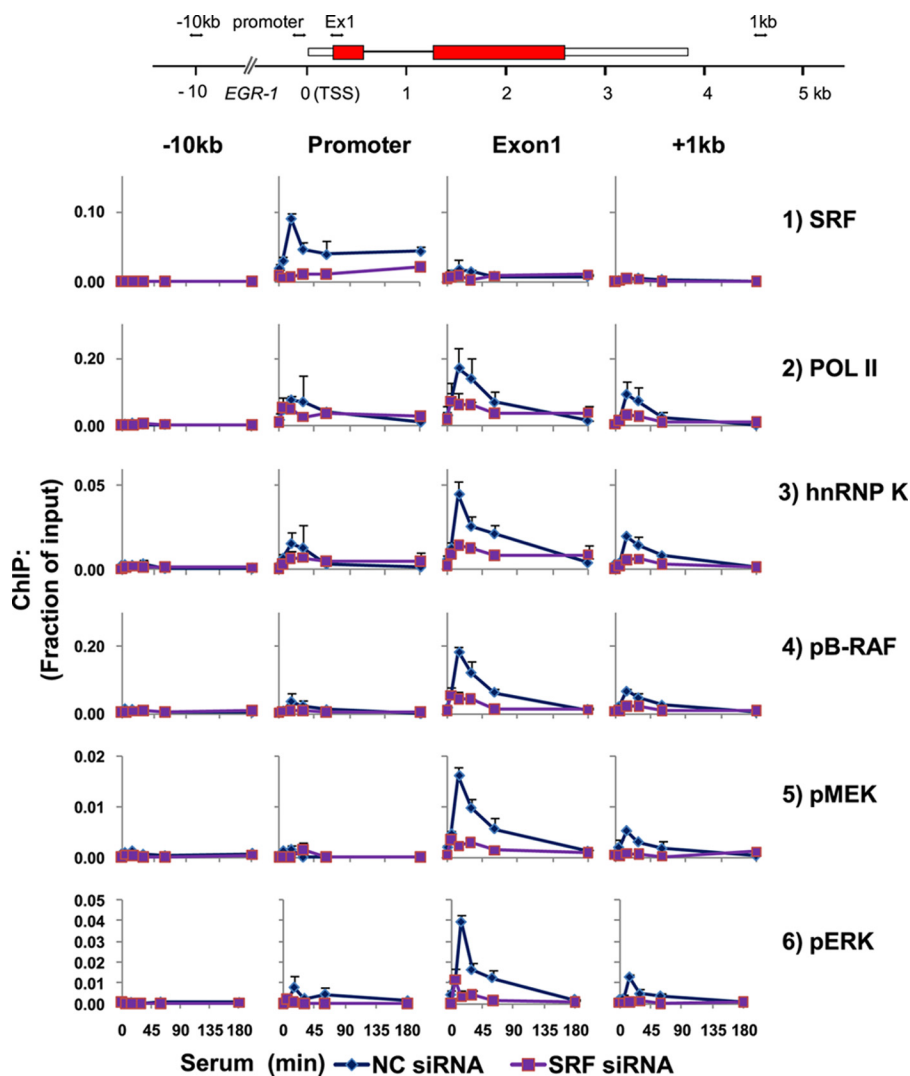 -10kb promoter Ex1 1kb
-10 EGR-1 0 (TSS) 1 2 3 4 5 kb
-10kb Promoter Exon1 +1kb
0.10
0.00
1) SRF
0.20
0.00
2) POL II
0.05
0.00
3) hnRNP K
0.20
0.00
4) pB-RAF
0.02
0.01
0.00
5) pMEK
0.05
0.04
0.03
0.02
0.01
0.00
6) pERK
ChIP:
(Fraction of input)
0 45 135 180 0 45 135 180 0 45 135 180 0 45 135 180
Serum (min) NC siRNA SRF siRNA